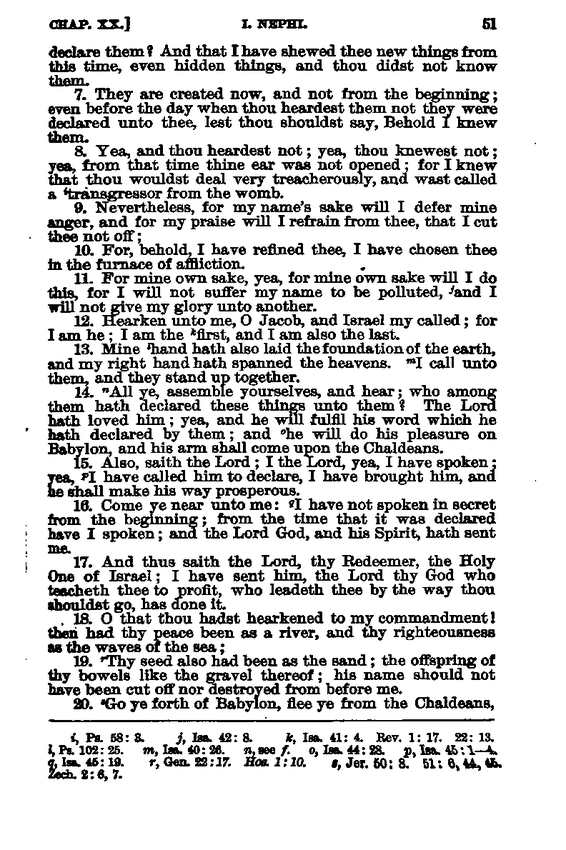 CHAP. XX.] I. NEPHI. 51
declare them? And that I have shewed thee new things from
this time, even hidden things, and thou didst not know
them.
7. They are created now, and not from the beginning;
even before the day when thou heardest them not they were
declared unto thee, lest thou shouldst say, Behold I knew
them.
8. Yea, and thou heardest not; yea, thou knewest not;
yea, from that time thine ear was not opened; for I knew
that thou wouldst deal very treacherously, and wast called
a ⁱtransgressor from the womb.
9. Nevertheless, for my name's sake will I defer mine
anger, and for my praise will I refrain from thee, that I cut
thee not off;
10. For, behold, I have refined thee, I have chosen thee
in the furnace of affliction.
11. For mine own sake, yea, for mine own sake will I do
this, for I will not suffer my name to be polluted, ʲand I
will not give my glory unto another.
12. Hearken unto me, O Jacob, and Israel my called; for
I am he; I am the ᵏfirst, and I am also the last.
13. Mine ˡhand hath also laid the foundation of the earth,
and my right hand hath spanned the heavens. ᵐI call unto
them, and they stand up together.
14. ⁿAll ye, assemble yourselves, and hear; who among
them hath declared these things unto them? The Lord
hath loved him; yea, and he will fulfil his word which he
hath declared by them; and ᵒhe will do his pleasure on
Babylon, and his arm shall come upon the Chaldeans.
15. Also, saith the Lord; I the Lord, yea, I have spoken;
yea, ᵖI have called him to declare, I have brought him, and
he shall make his way prosperous.
16. Come ye near unto me: qI have not spoken in secret
from the beginning; from the time that it was declared
have I spoken; and the Lord God, and his Spirit, hath sent
me.
17. And thus saith the Lord, thy Redeemer, the Holy
One of Israel; I have sent him, the Lord thy God who
teacheth thee to profit, who leadeth thee by the way thou
shouldst go, has done it.
18. O that thou hadst hearkened to my commandment!
then had thy peace been as a river, and thy righteousness
as the waves of the sea;
19. ʳThy seed also had been as the sand; the offspring of
thy bowels like the gravel thereof; his name should not
have been cut off nor destroyed from before me.
20. ˢGo ye forth of Babylon, flee ye from the Chaldeans,
i, Ps. 58: 3. j, Isa. 42: 8. k, Isa. 41: 4. Rev. 1: 17. 22: 13.
l, Ps. 102: 25. m, Isa. 40: 26. n, see f. o, Isa. 44: 28. p, Isa. 45: 1—4.
q, Isa. 45: 19. r, Gen. 22: 17. Hos. 1: 10. s, Jer. 50: 8. 51: 6, 44, 45.
Zech. 2: 6, 7.